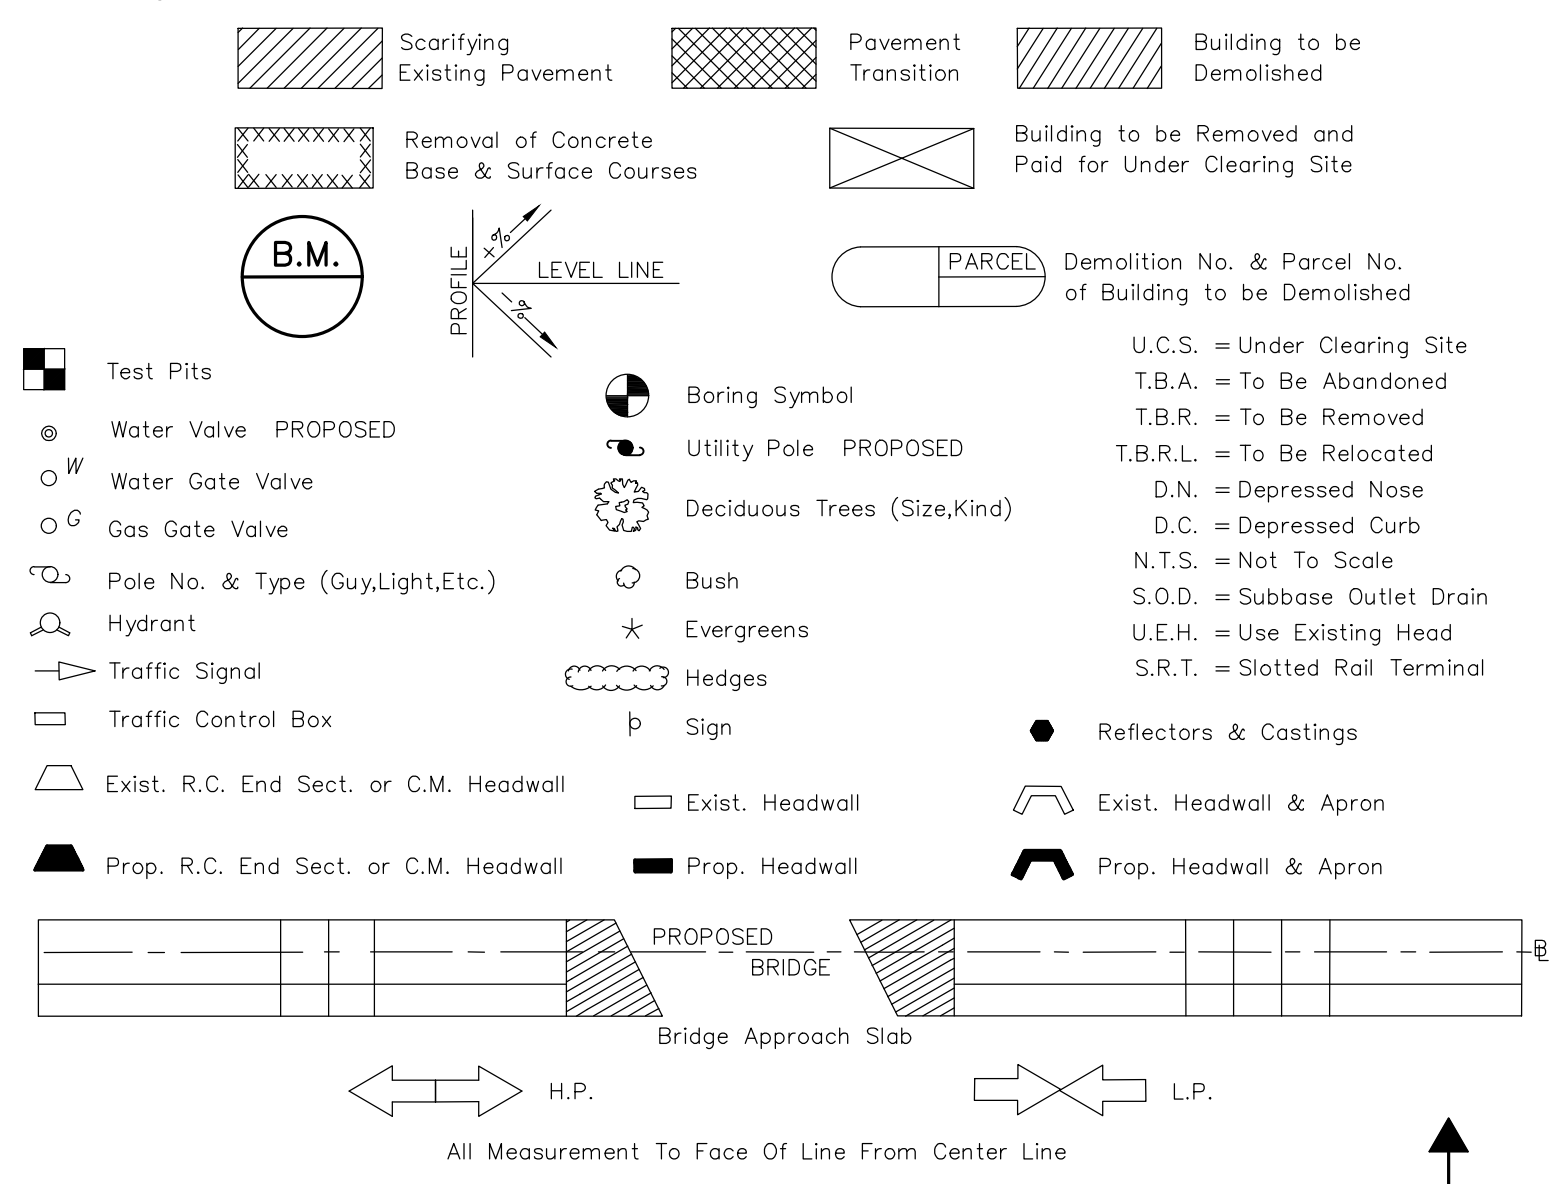 Scarifying
Existing Pavement
Pavement
Transition
Building to be
Demolished
Removal of Concrete
Base & Surface Courses
Building to be Removed and
Paid for Under Clearing Site
B.M.
PROFILE
+%
LEVEL LINE
-%
PARCEL
Demolition No. & Parcel No.
of Building to be Demolished
Test Pits
Water Valve PROPOSED
W
Water Gate Valve
G
Gas Gate Valve
Pole No. & Type (Guy,Light,Etc.)
Hydrant
Traffic Signal
Traffic Control Box
Boring Symbol
Utility Pole PROPOSED
Deciduous Trees (Size,Kind)
Bush
Evergreens
Hedges
Sign
U.C.S. = Under Clearing Site
T.B.A. = To Be Abandoned
T.B.R. = To Be Removed
T.B.R.L. = To Be Relocated
D.N. = Depressed Nose
D.C. = Depressed Curb
N.T.S. = Not To Scale
S.O.D. = Subbase Outlet Drain
U.E.H. = Use Existing Head
S.R.T. = Slotted Rail Terminal
Reflectors & Castings
Exist. R.C. End Sect. or C.M. Headwall
Exist. Headwall
Exist. Headwall & Apron
Prop. R.C. End Sect. or C.M. Headwall
Prop. Headwall
Prop. Headwall & Apron
PROPOSED
BRIDGE
BL
Bridge Approach Slab
H.P.
L.P.
All Measurement To Face Of Line From Center Line